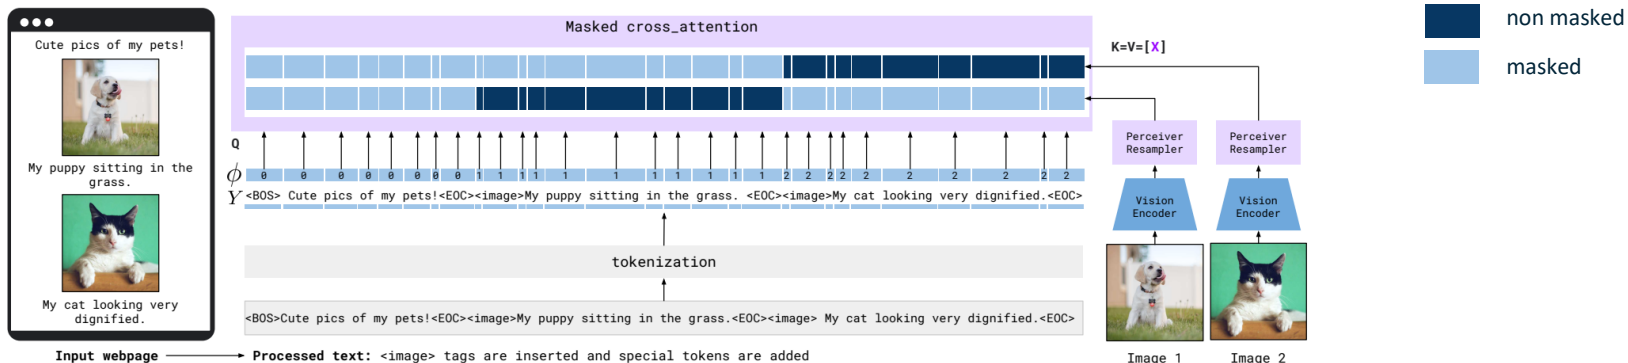 Cute pics of my pets!
My puppy sitting in the
grass.
My cat looking very
dignified.
Input webpage
Masked cross_attention
K=V=[X]
Q
ϕ 0 0 0 0 0 0 0 0 1 1 1 1 1 1 1 1 1 1 1 2 2 2 2 2 2 2 2 2 2
Y <BOS> Cute pics of my pets!<EOC><image>My puppy sitting in the grass. <EOC><image>My cat looking very dignified.<EOC>
tokenization
<BOS>Cute pics of my pets!<EOC><image>My puppy sitting in the grass.<EOC><image> My cat looking very dignified.<EOC>
Processed text: <image> tags are inserted and special tokens are added
Perceiver
Resampler
Perceiver
Resampler
Vision
Encoder
Vision
Encoder
Image 1
Image 2
non masked
masked